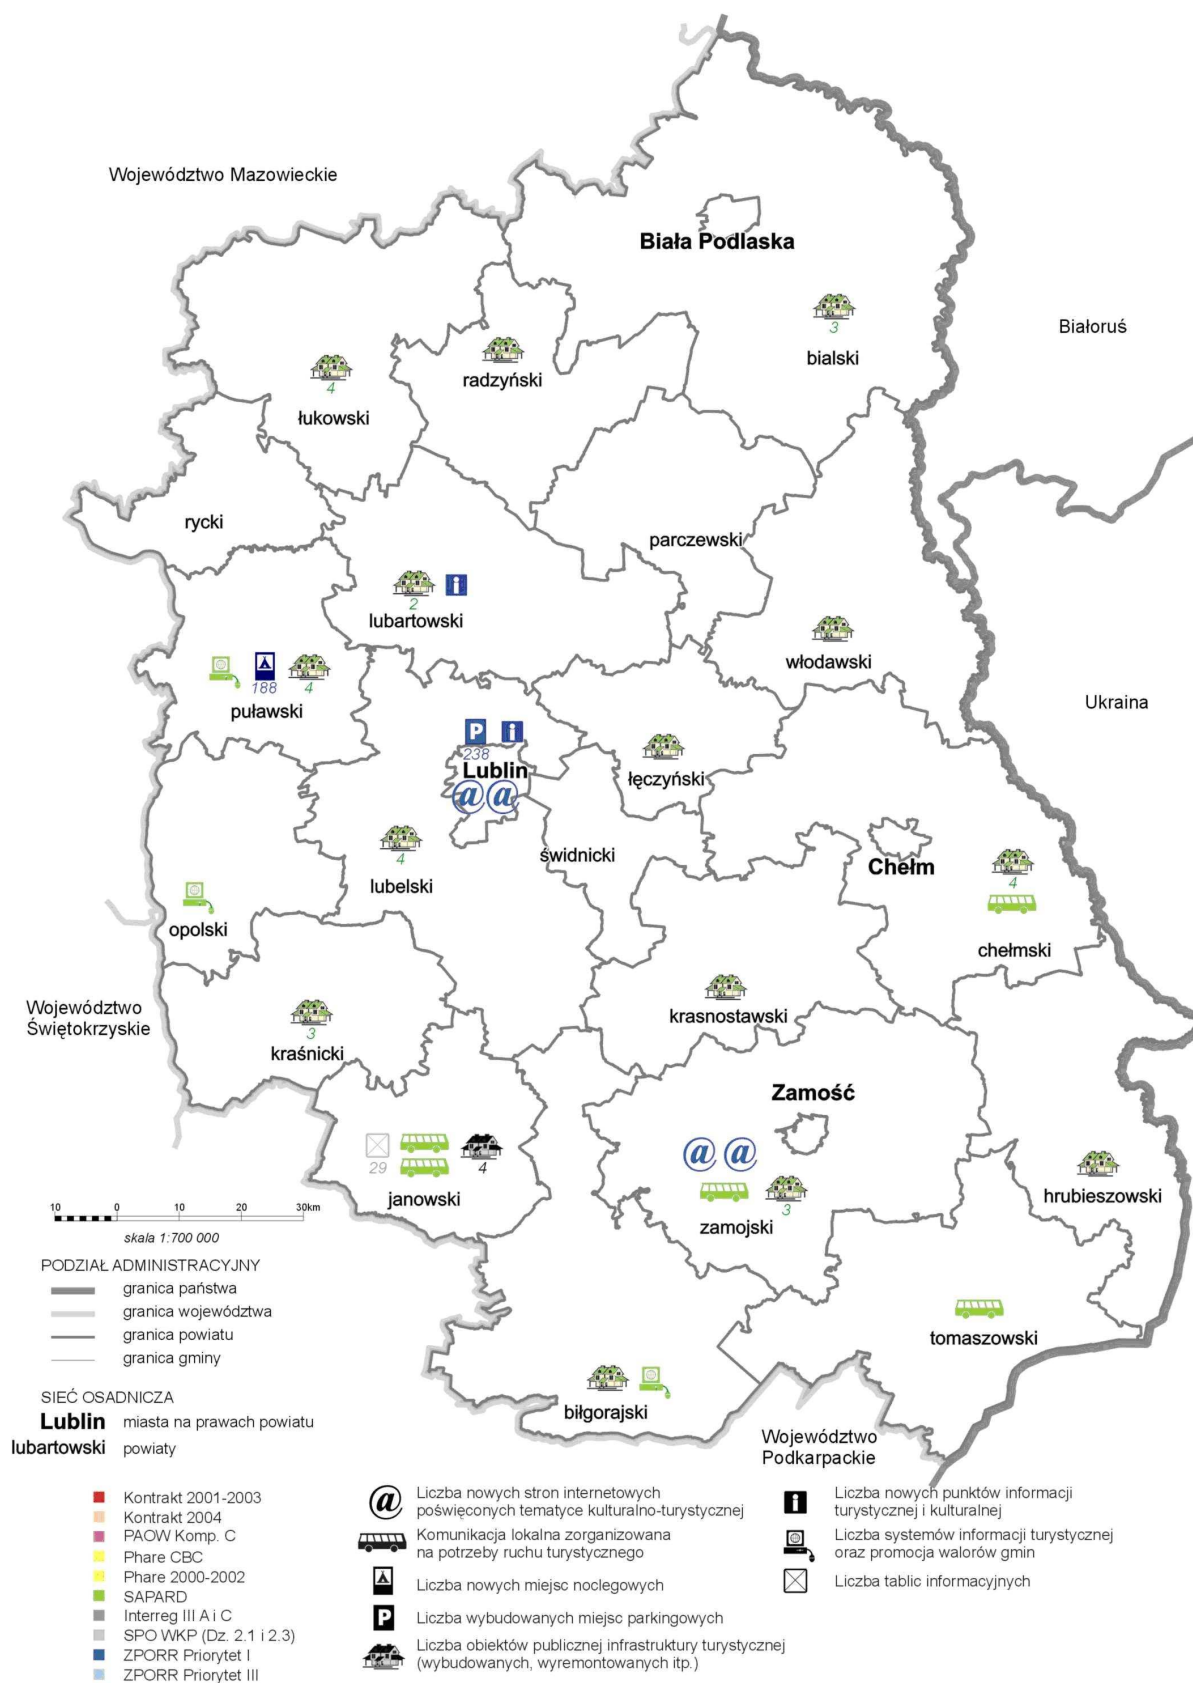 Województwo Mazowieckie
Biała Podlaska
3
bialski
Białoruś
radzyński
4
łukowski
rycki
parczewski
2
lubartowski
włodawski
188
4
puławski
Ukraina
P
i
238
Lublin
@@
łęczyński
świdnicki
4
lubelski
Chełm
4
chełmski
opolski
Województwo
Świętokrzyskie
krasnostawski
3
kraśnicki
Zamość
29
4
janowski
@ @
3
zamojski
hrubieszowski
tomaszowski
biłgorajski
Województwo
Podkarpackie
10 0 10 20 30km
skala 1:700 000
PODZIAŁ ADMINISTRACYJNY
granica państwa
granica województwa
granica powiatu
granica gminy
SIEĆ OSADNICZA
Lublin miasta na prawach powiatu
lubartowski powiaty
Kontrakt 2001-2003
Kontrakt 2004
PAOW Komp. C
Phare CBC
Phare 2000-2002
SAPARD
Interreg III A i C
SPO WKP (Dz. 2.1 i 2.3)
ZPORR Priorytet I
ZPORR Priorytet III
@ Liczba nowych stron internetowych
poświęconych tematyce kulturalno-turystycznej
Komunikacja lokalna zorganizowana
na potrzeby ruchu turystycznego
Liczba nowych miejsc noclegowych
P Liczba wybudowanych miejsc parkingowych
Liczba obiektów publicznej infrastruktury turystycznej
(wybudowanych, wyremontowanych itp.)
i Liczba nowych punktów informacji
turystycznej i kulturalnej
Liczba systemów informacji turystycznej
oraz promocja walorów gmin
Liczba tablic informacyjnych